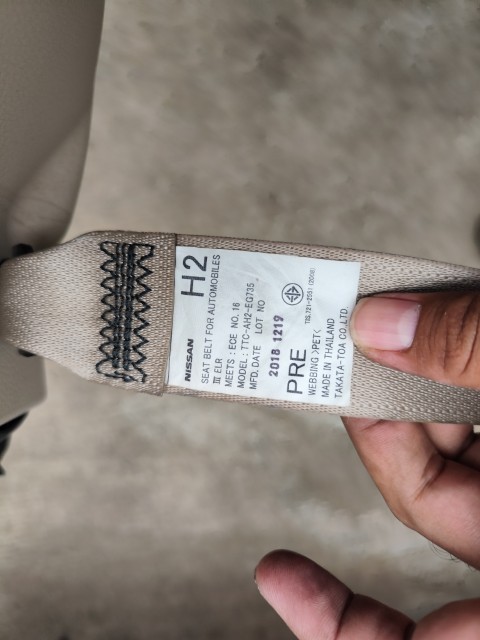 NISSAN H2
SEAT BELT FOR AUTOMOBILES
III ELR
MEETS : ECE NO. 16
MODEL : TTC-AH2-EG735
MFD. DATE LOT NO
2018 1219
PRE
WEBBING >PET<
MADE IN THAILAND
TAKATA-TOA CO.,LTD.